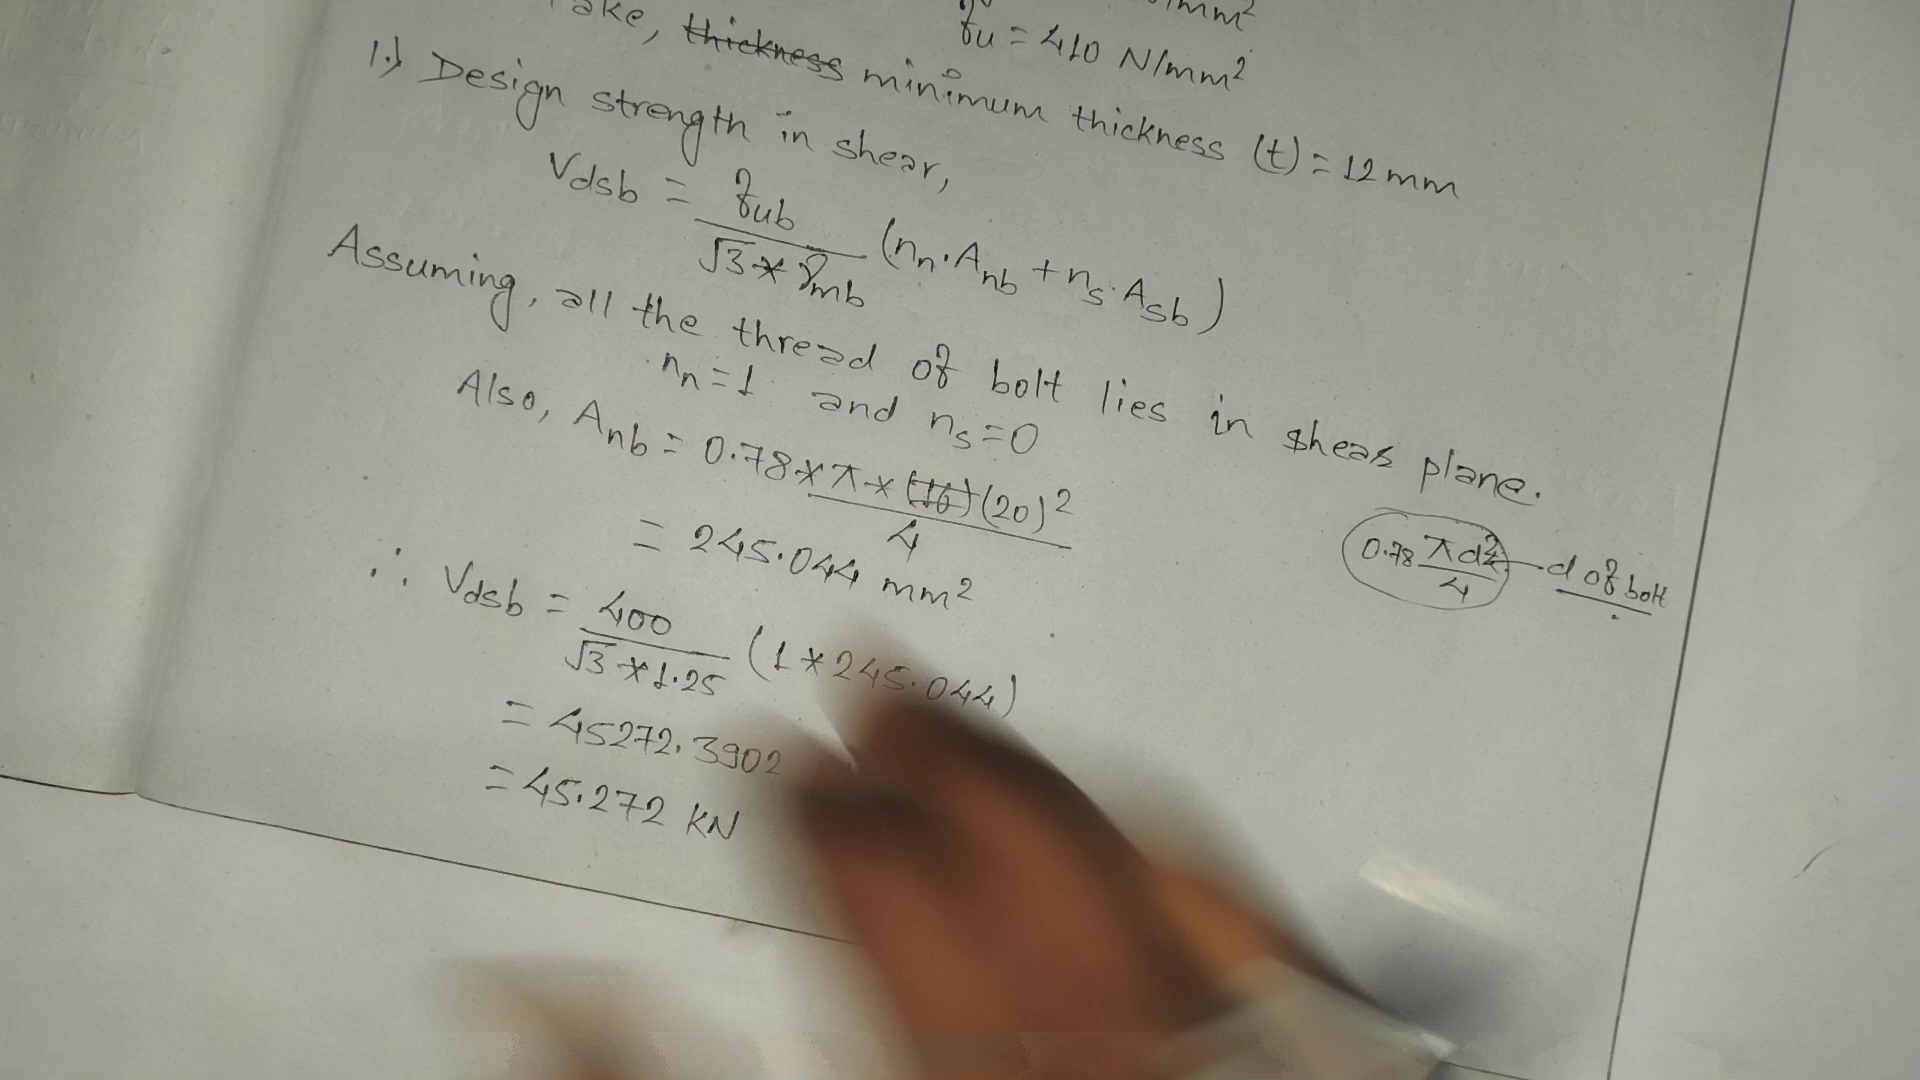 /mm²
fu = 410 N/mm²
Take, thickness minimum thickness (t) = 12 mm
1.) Design strength in shear,
Vdsb = fub / √3 * γmb (nn·Anb + ns·Asb)
Assuming, all the thread of bolt lies in shear plane.
nn = 1 and ns = 0
Also, Anb = 0.78 * π * (16) (20)² / 4
0.78 πd² / 4 d of bolt
= 245.044 mm²
∴ Vdsb = 400 / √3 * 1.25 (1 * 245.044)
= 45272.3902
= 45.272 KN